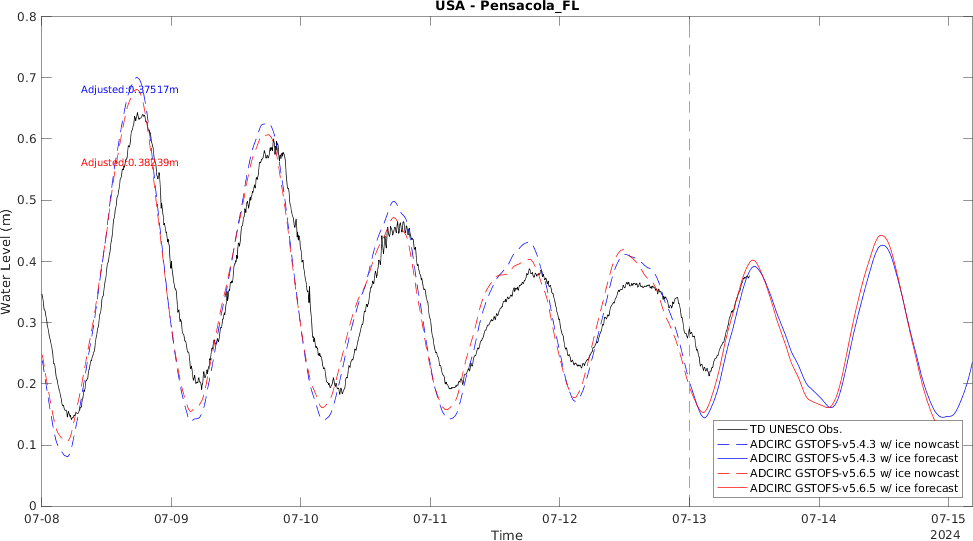 USA - Pensacola_FL
0.8
0.7
0.6
0.5
0.4
0.3
0.2
0.1
0
Water Level (m)
Adjusted:0.37517m
Adjusted:0.38239m
07-08
07-09
07-10
07-11
07-12
07-13
07-14
07-15
2024
Time
TD UNESCO Obs.
ADCIRC GSTOFS-v5.4.3 w/ ice nowcast
ADCIRC GSTOFS-v5.4.3 w/ ice forecast
ADCIRC GSTOFS-v5.6.5 w/ ice nowcast
ADCIRC GSTOFS-v5.6.5 w/ ice forecast